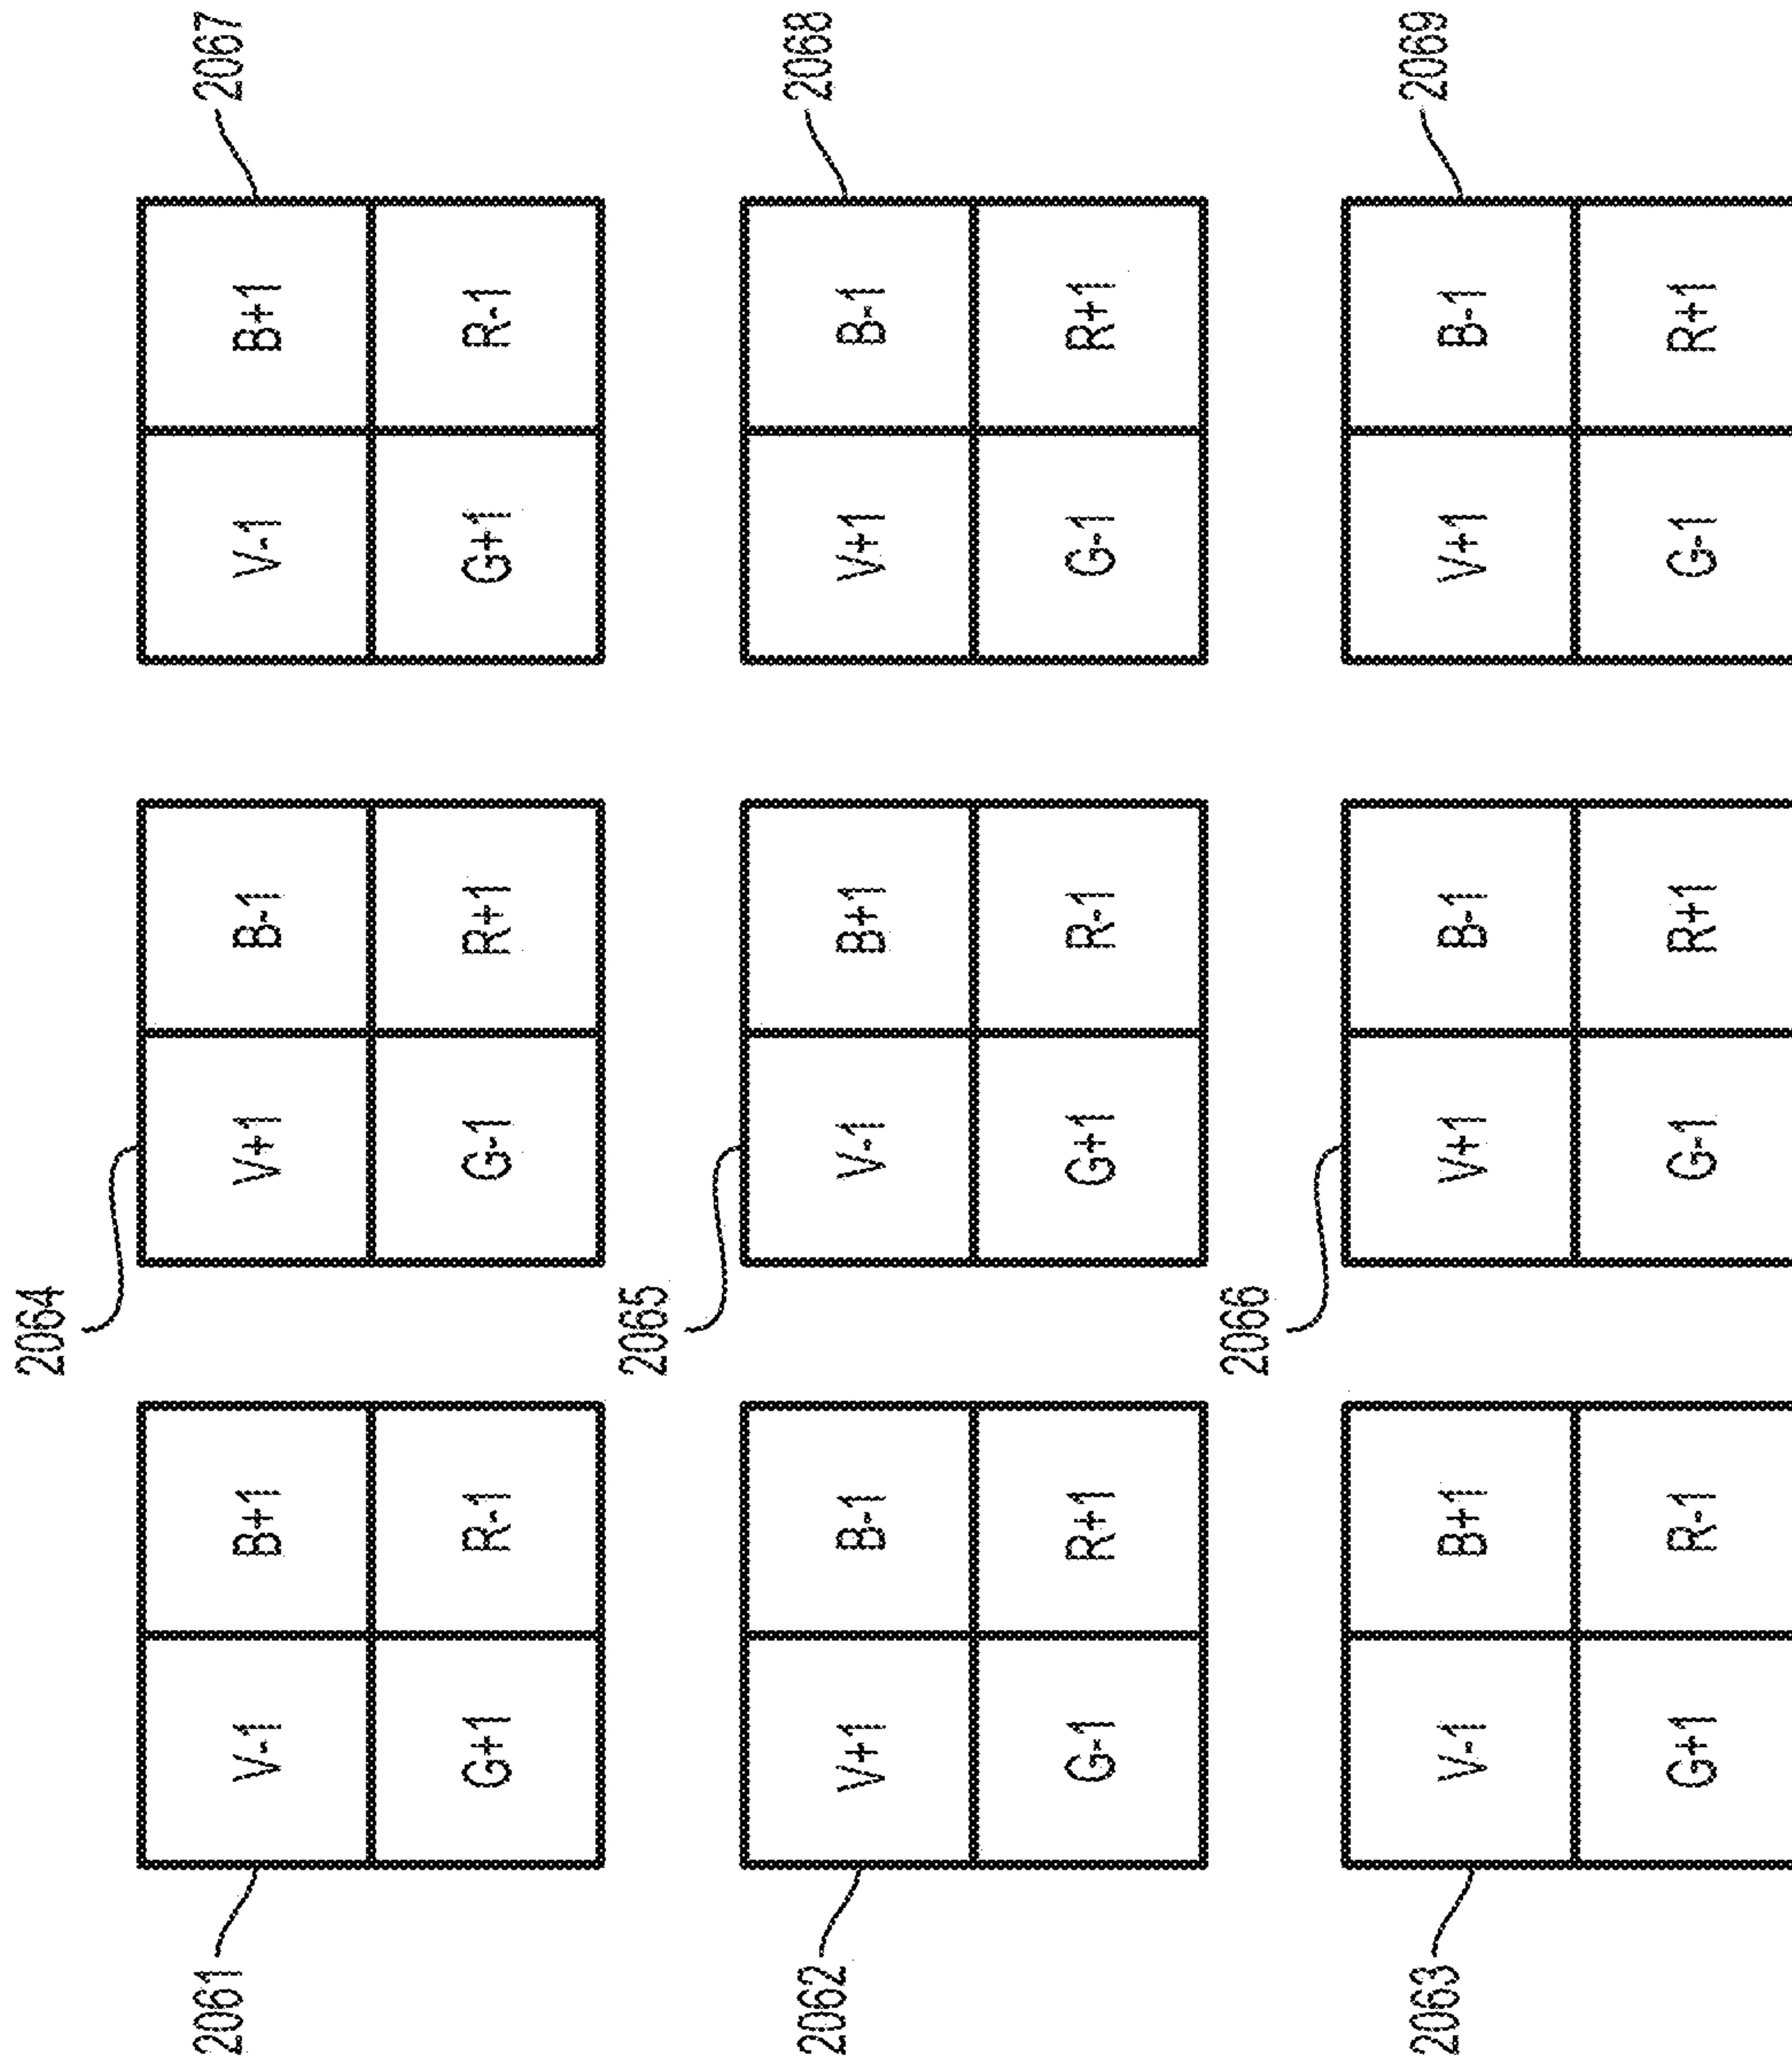 2064
2061 2067
V-1 B+1 V+1 B-1 V-1 B+1
G+1 R-1 G-1 R+1 G+1 R-1
2065
2062 2068
V+1 B-1 V-1 B+1 V+1 B-1
G-1 R+1 G+1 R-1 G-1 R+1
2066
2063 2069
V-1 B+1 V+1 B-1 V+1 B-1
G+1 R-1 G-1 R+1 G-1 R+1